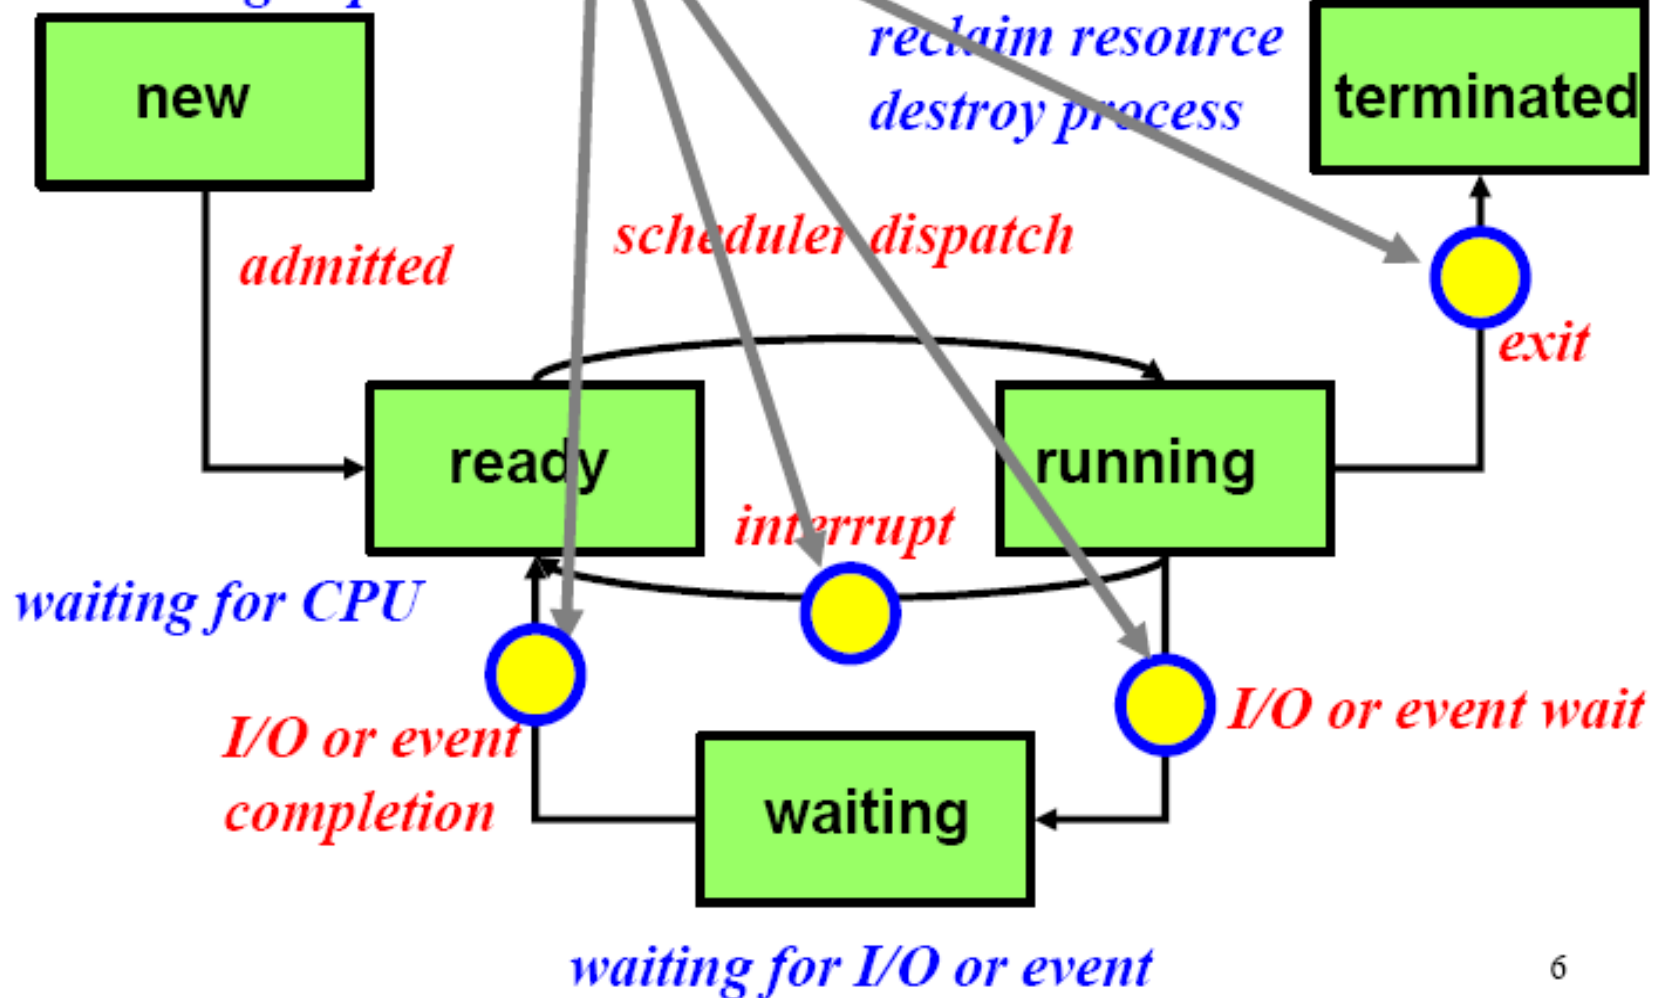 reclaim resource
destroy process
new
terminated
admitted
scheduler dispatch
exit
ready
running
interrupt
waiting for CPU
I/O or event
completion
I/O or event wait
waiting
waiting for I/O or event
6